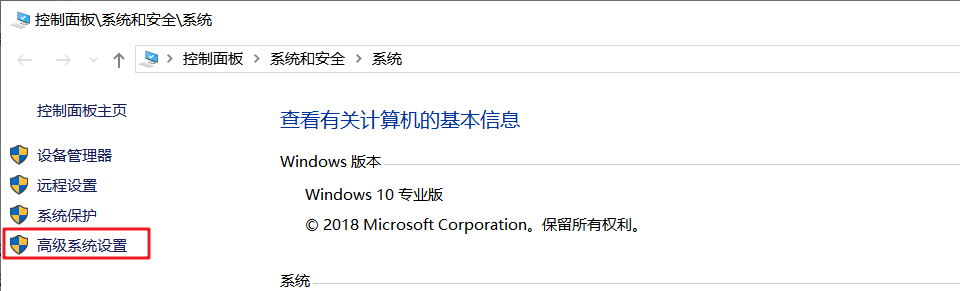 控制面板\系统和安全\系统
控制面板 系统和安全 系统
控制面板主页
设备管理器
远程设置
系统保护
高级系统设置
查看有关计算机的基本信息
Windows 版本
Windows 10 专业版
© 2018 Microsoft Corporation。保留所有权利。
系统